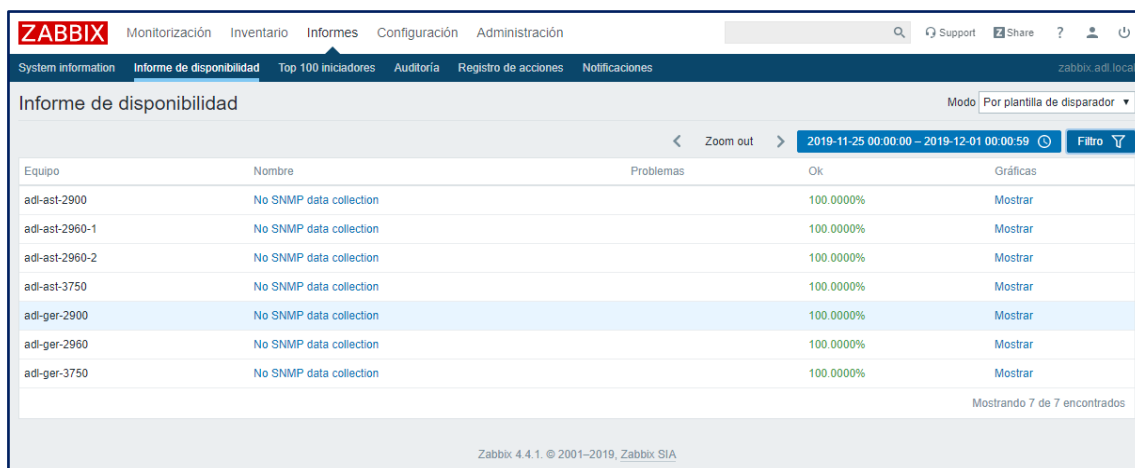 ZABBIX Monitorización Inventario Informes Configuración Administración Support Z Share ?
System information Informe de disponibilidad Top 100 iniciadores Auditoría Registro de acciones Notificaciones zabbix.adl.local
Informe de disponibilidad Modo Por plantilla de disparador
Zoom out 2019-11-25 00:00:00 – 2019-12-01 00:00:59 Filtro
Equipo Nombre Problemas Ok Gráficas
adl-ast-2900 No SNMP data collection 100.0000% Mostrar
adl-ast-2960-1 No SNMP data collection 100.0000% Mostrar
adl-ast-2960-2 No SNMP data collection 100.0000% Mostrar
adl-ast-3750 No SNMP data collection 100.0000% Mostrar
adl-ger-2900 No SNMP data collection 100.0000% Mostrar
adl-ger-2960 No SNMP data collection 100.0000% Mostrar
adl-ger-3750 No SNMP data collection 100.0000% Mostrar
Mostrando 7 de 7 encontrados
Zabbix 4.4.1. © 2001–2019, Zabbix SIA